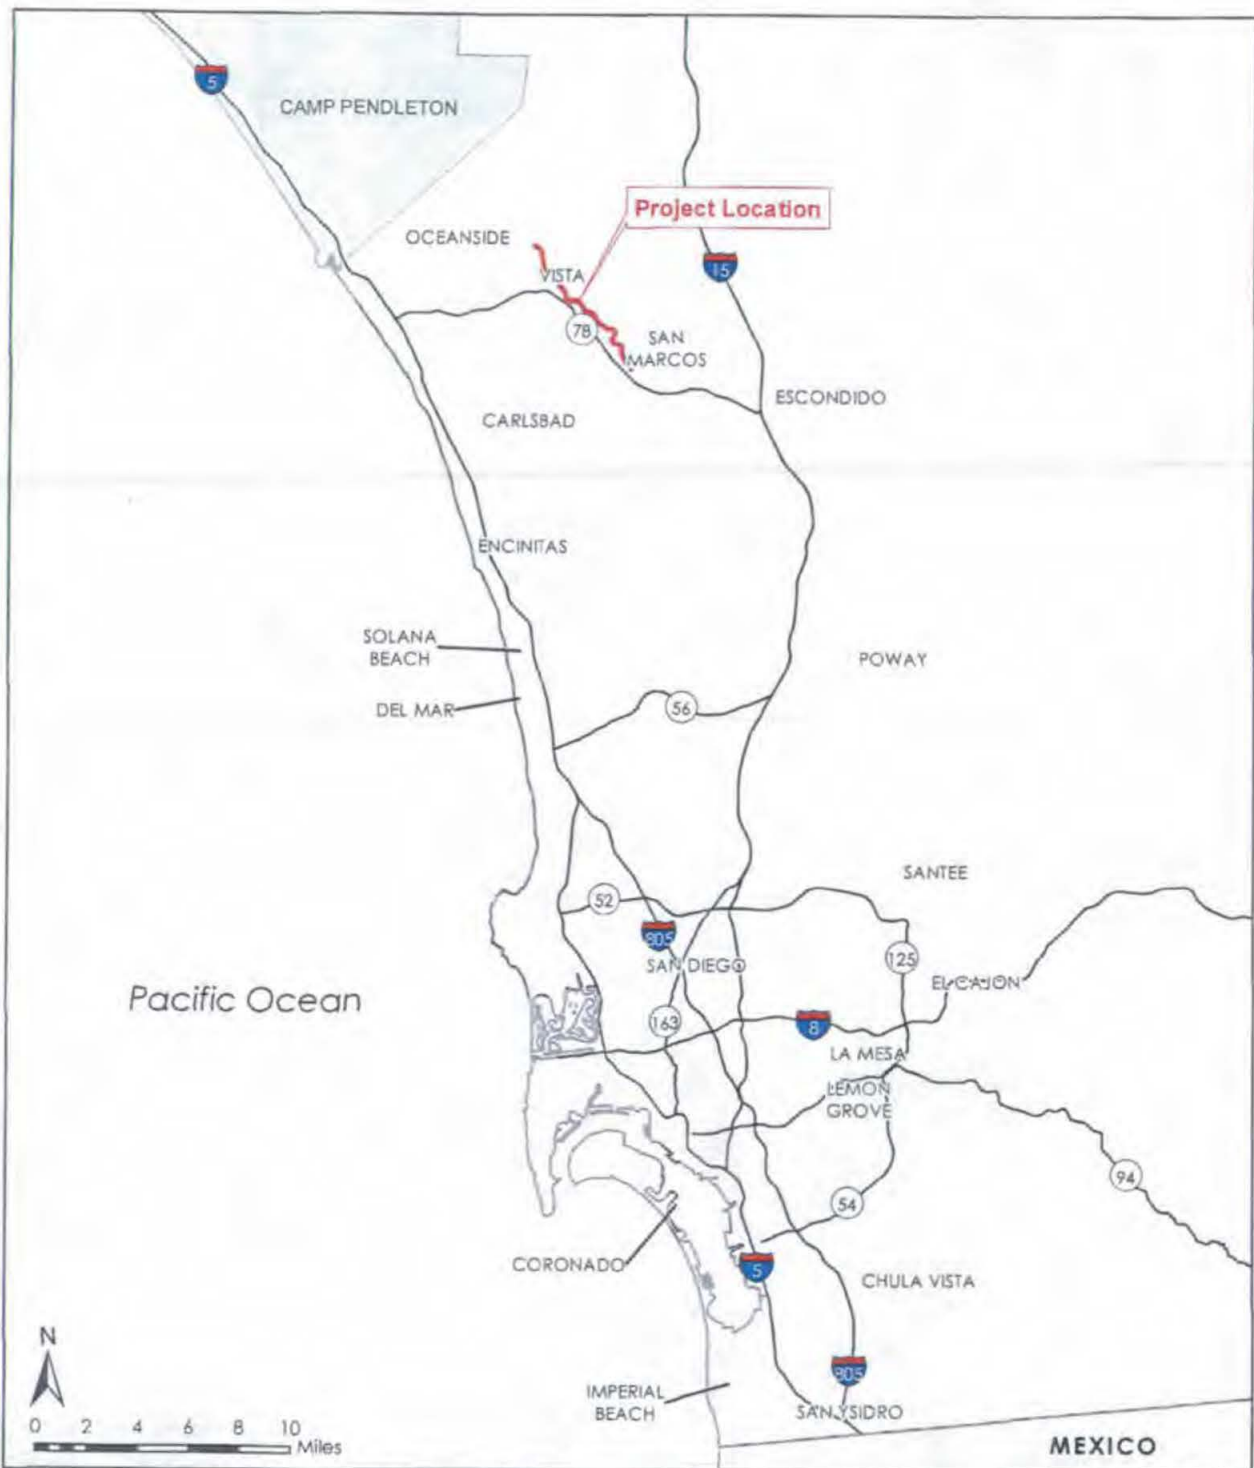 5
CAMP PENDLETON
Project Location
OCEANSIDE
VISTA
15
78
SAN
MARCOS
ESCONDIDO
CARLSBAD
ENCINITAS
SOLANA
BEACH
POWAY
DEL MAR
56
SANTEE
52
805
SAN DIEGO
125
EL CAJON
Pacific Ocean
163
8
LA MESA
LEMON
GROVE
94
54
CORONADO
5
CHULA VISTA
N
805
IMPERIAL
BEACH
SAN YSIDRO
0 2 4 6 8 10
Miles
MEXICO